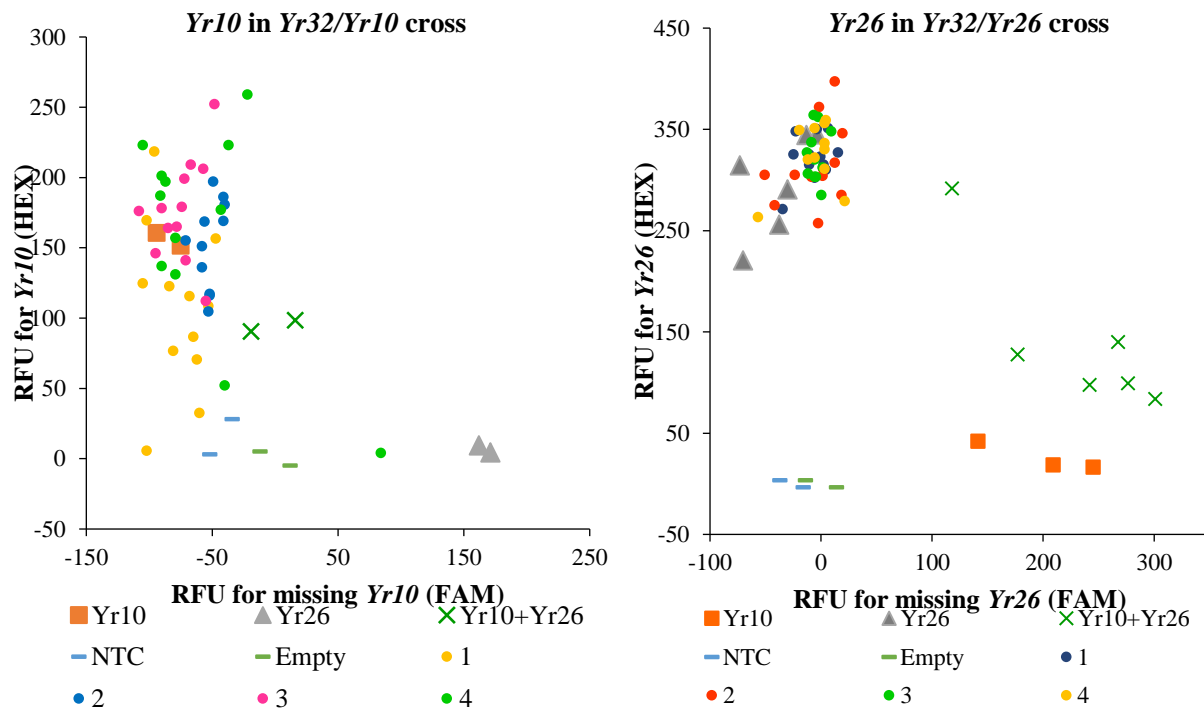 Yr10 in Yr32/Yr10 cross
300
250
200
150
100
50
0
-50
RFU for Yr10 (HEX)
-150
-50
50
150
250
RFU for missing Yr10 (FAM)
Yr10
Yr26
Yr10+Yr26
NTC
Empty
1
2
3
4
Yr26 in Yr32/Yr26 cross
450
350
250
150
50
-50
RFU for Yr26 (HEX)
-100
0
100
200
300
RFU for missing Yr26 (FAM)
Yr10
Yr26
Yr10+Yr26
NTC
Empty
1
2
3
4